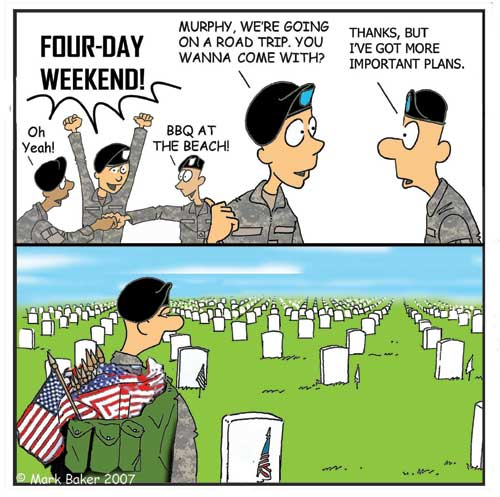 FOUR-DAY
WEEKEND!
Oh
Yeah!
BBQ AT
THE BEACH!
MURPHY, WE'RE GOING
ON A ROAD TRIP. YOU
WANNA COME WITH?
THANKS, BUT
I'VE GOT MORE
IMPORTANT PLANS.
© Mark Baker 2007